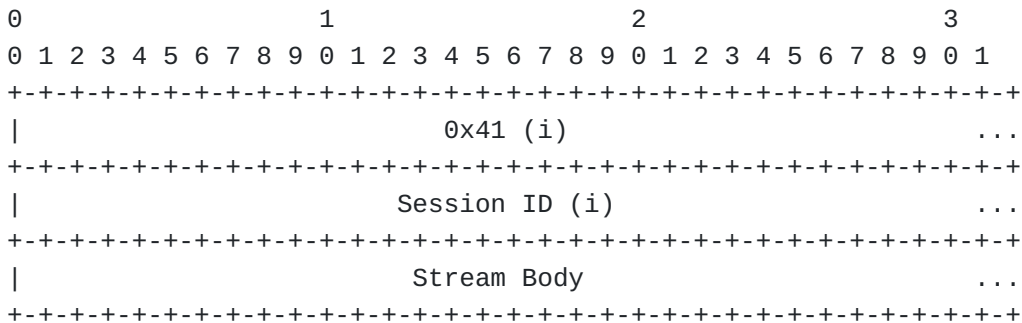 0                   1                   2                   3
0 1 2 3 4 5 6 7 8 9 0 1 2 3 4 5 6 7 8 9 0 1 2 3 4 5 6 7 8 9 0 1
+-+-+-+-+-+-+-+-+-+-+-+-+-+-+-+-+-+-+-+-+-+-+-+-+-+-+-+-+-+-+-+-+
|                           0x41 (i)                          ...
+-+-+-+-+-+-+-+-+-+-+-+-+-+-+-+-+-+-+-+-+-+-+-+-+-+-+-+-+-+-+-+-+
|                        Session ID (i)                       ...
+-+-+-+-+-+-+-+-+-+-+-+-+-+-+-+-+-+-+-+-+-+-+-+-+-+-+-+-+-+-+-+-+
|                         Stream Body                         ...
+-+-+-+-+-+-+-+-+-+-+-+-+-+-+-+-+-+-+-+-+-+-+-+-+-+-+-+-+-+-+-+-+